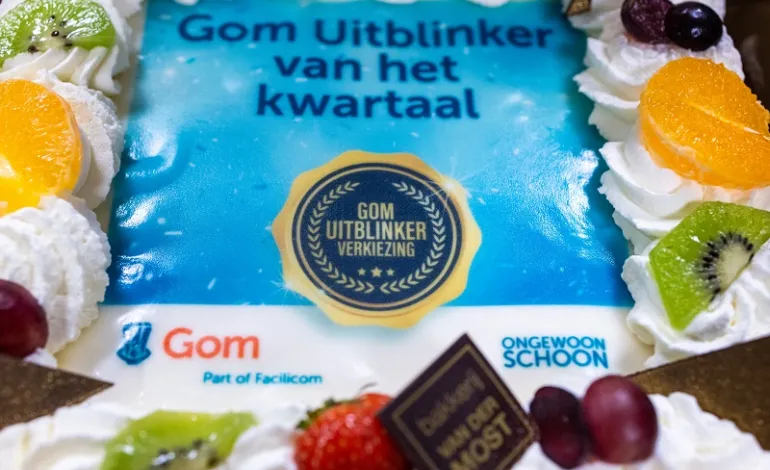 Gom Uitblinker
van het
kwartaal
GOM
UITBLINKER
VERKIEZING
Gom
Part of Facilicom
ONGEWOON
SCHOON
bakkerij
VAN DER
MOST